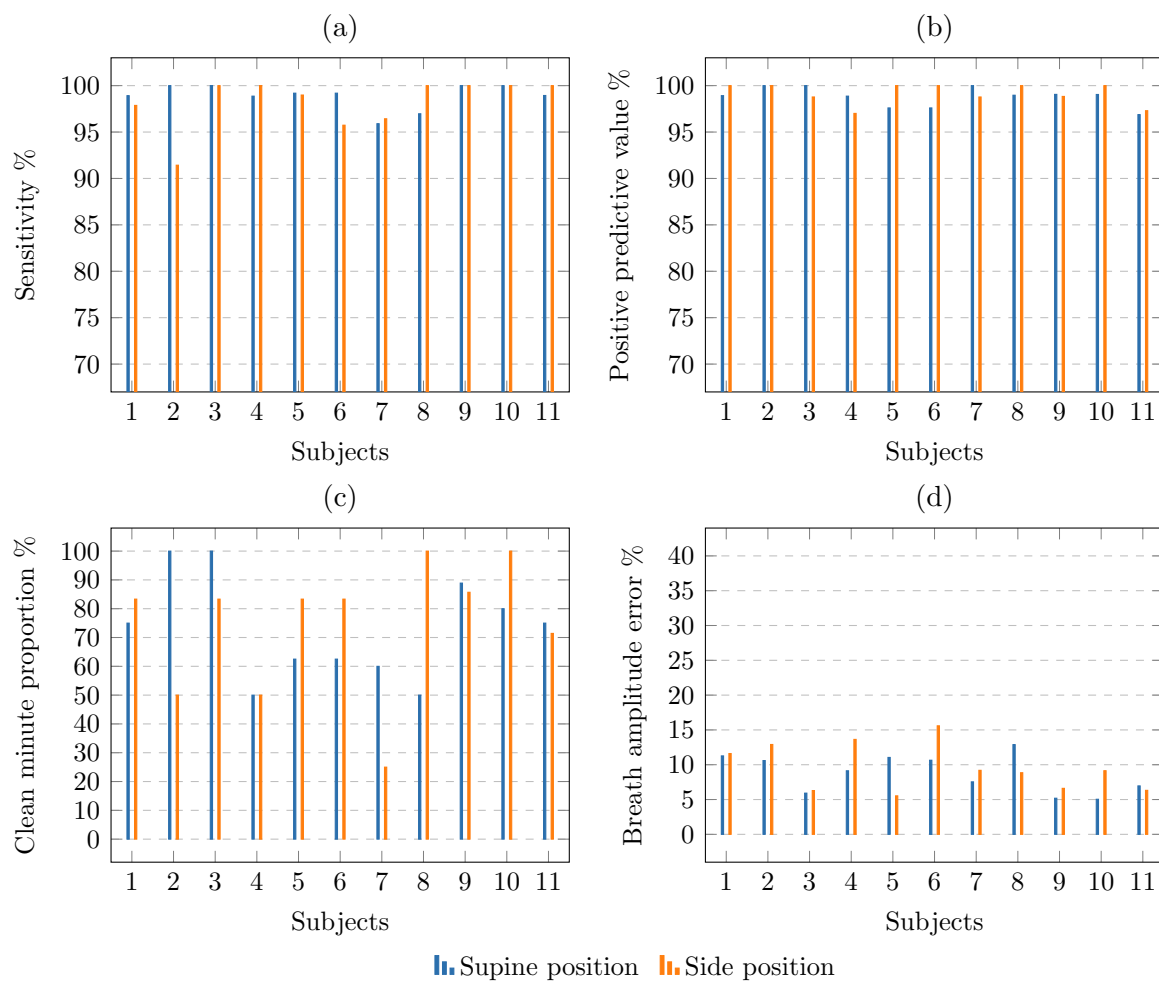 (a)
Sensitivity %
100
95
90
85
80
75
70
1 2 3 4 5 6 7 8 9 10 11
Subjects
(b)
Positive predictive value %
100
95
90
85
80
75
70
1 2 3 4 5 6 7 8 9 10 11
Subjects
(c)
Clean minute proportion %
100
90
80
70
60
50
40
30
20
10
0
1 2 3 4 5 6 7 8 9 10 11
Subjects
(d)
Breath amplitude error %
40
35
30
25
20
15
10
5
0
1 2 3 4 5 6 7 8 9 10 11
Subjects
Supine position Side position